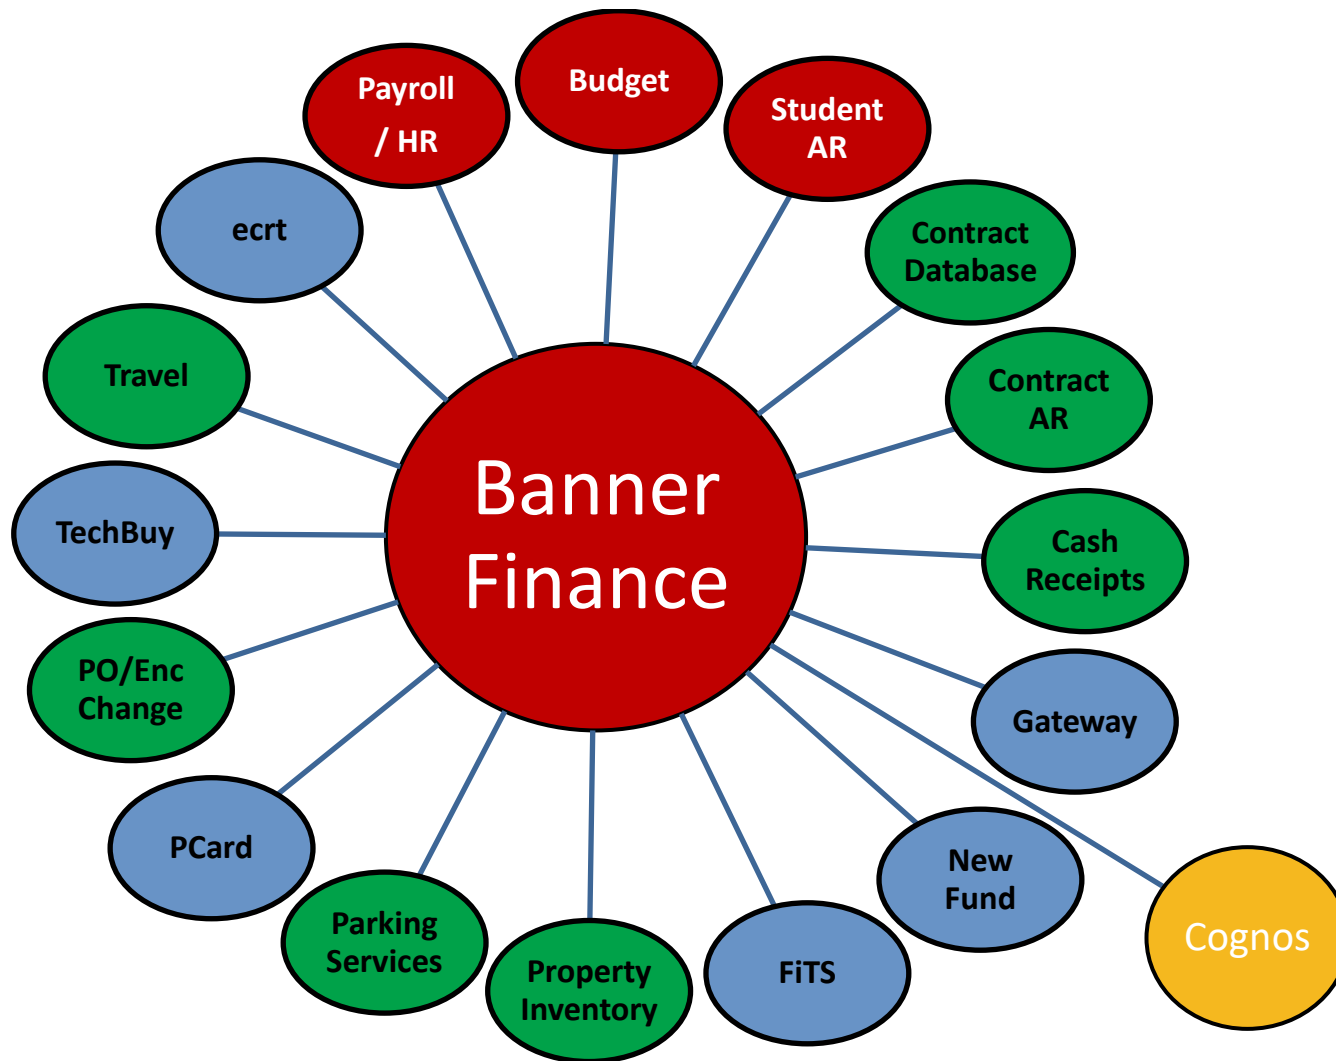 Payroll
/ HR
Budget
Student
AR
ecrt
Contract
Database
Travel
Contract
AR
Banner
Finance
TechBuy
Cash
Receipts
PO/Enc
Change
Gateway
PCard
New
Fund
Parking
Services
Property
Inventory
FiTS
Cognos